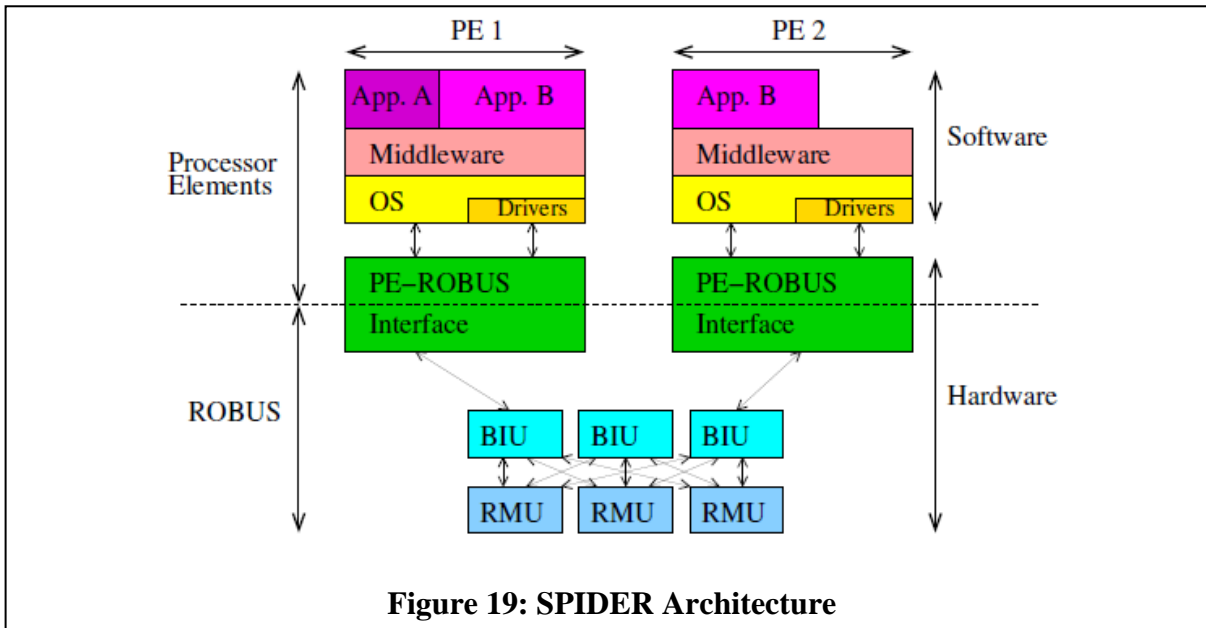 PE 1
PE 2
App. A
App. B
App. B
Middleware
Middleware
OS
Drivers
OS
Drivers
Processor
Elements
Software
PE–ROBUS
Interface
PE–ROBUS
Interface
ROBUS
Hardware
BIU
BIU
BIU
RMU
RMU
RMU
Figure 19: SPIDER Architecture